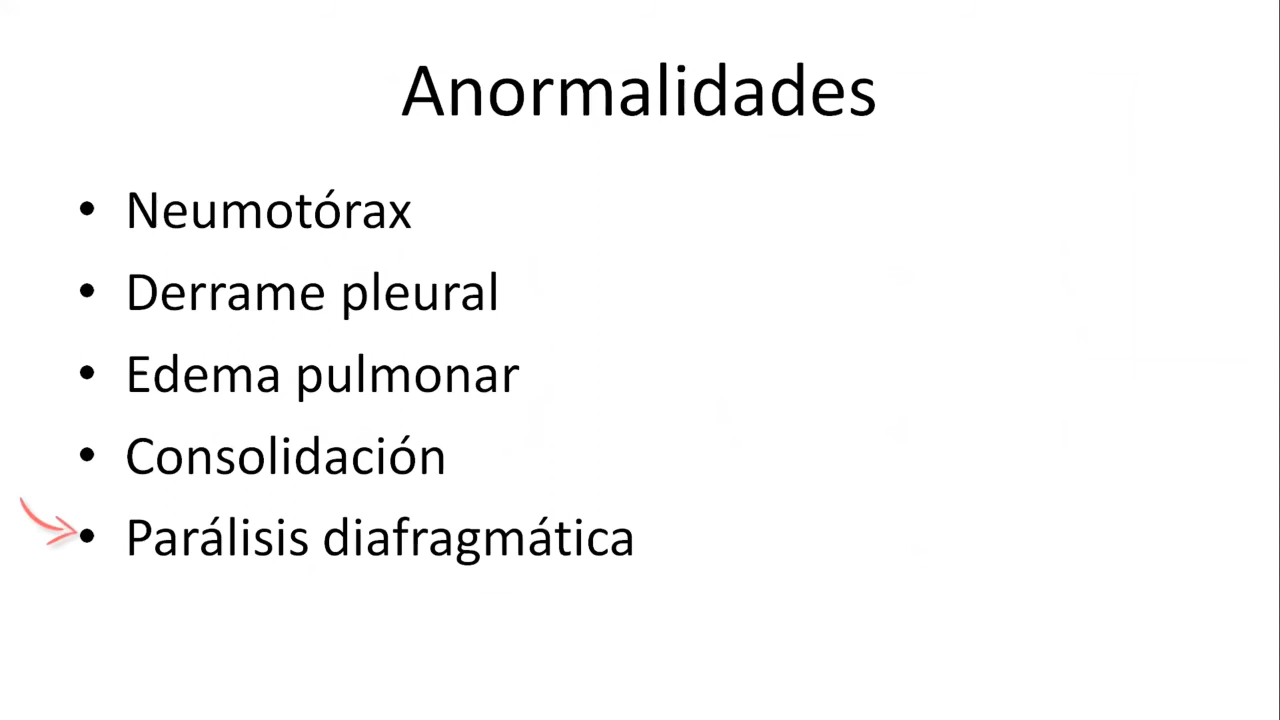 Anormalidades
• Neumotórax
• Derrame pleural
• Edema pulmonar
• Consolidación
• Parálisis diafragmática